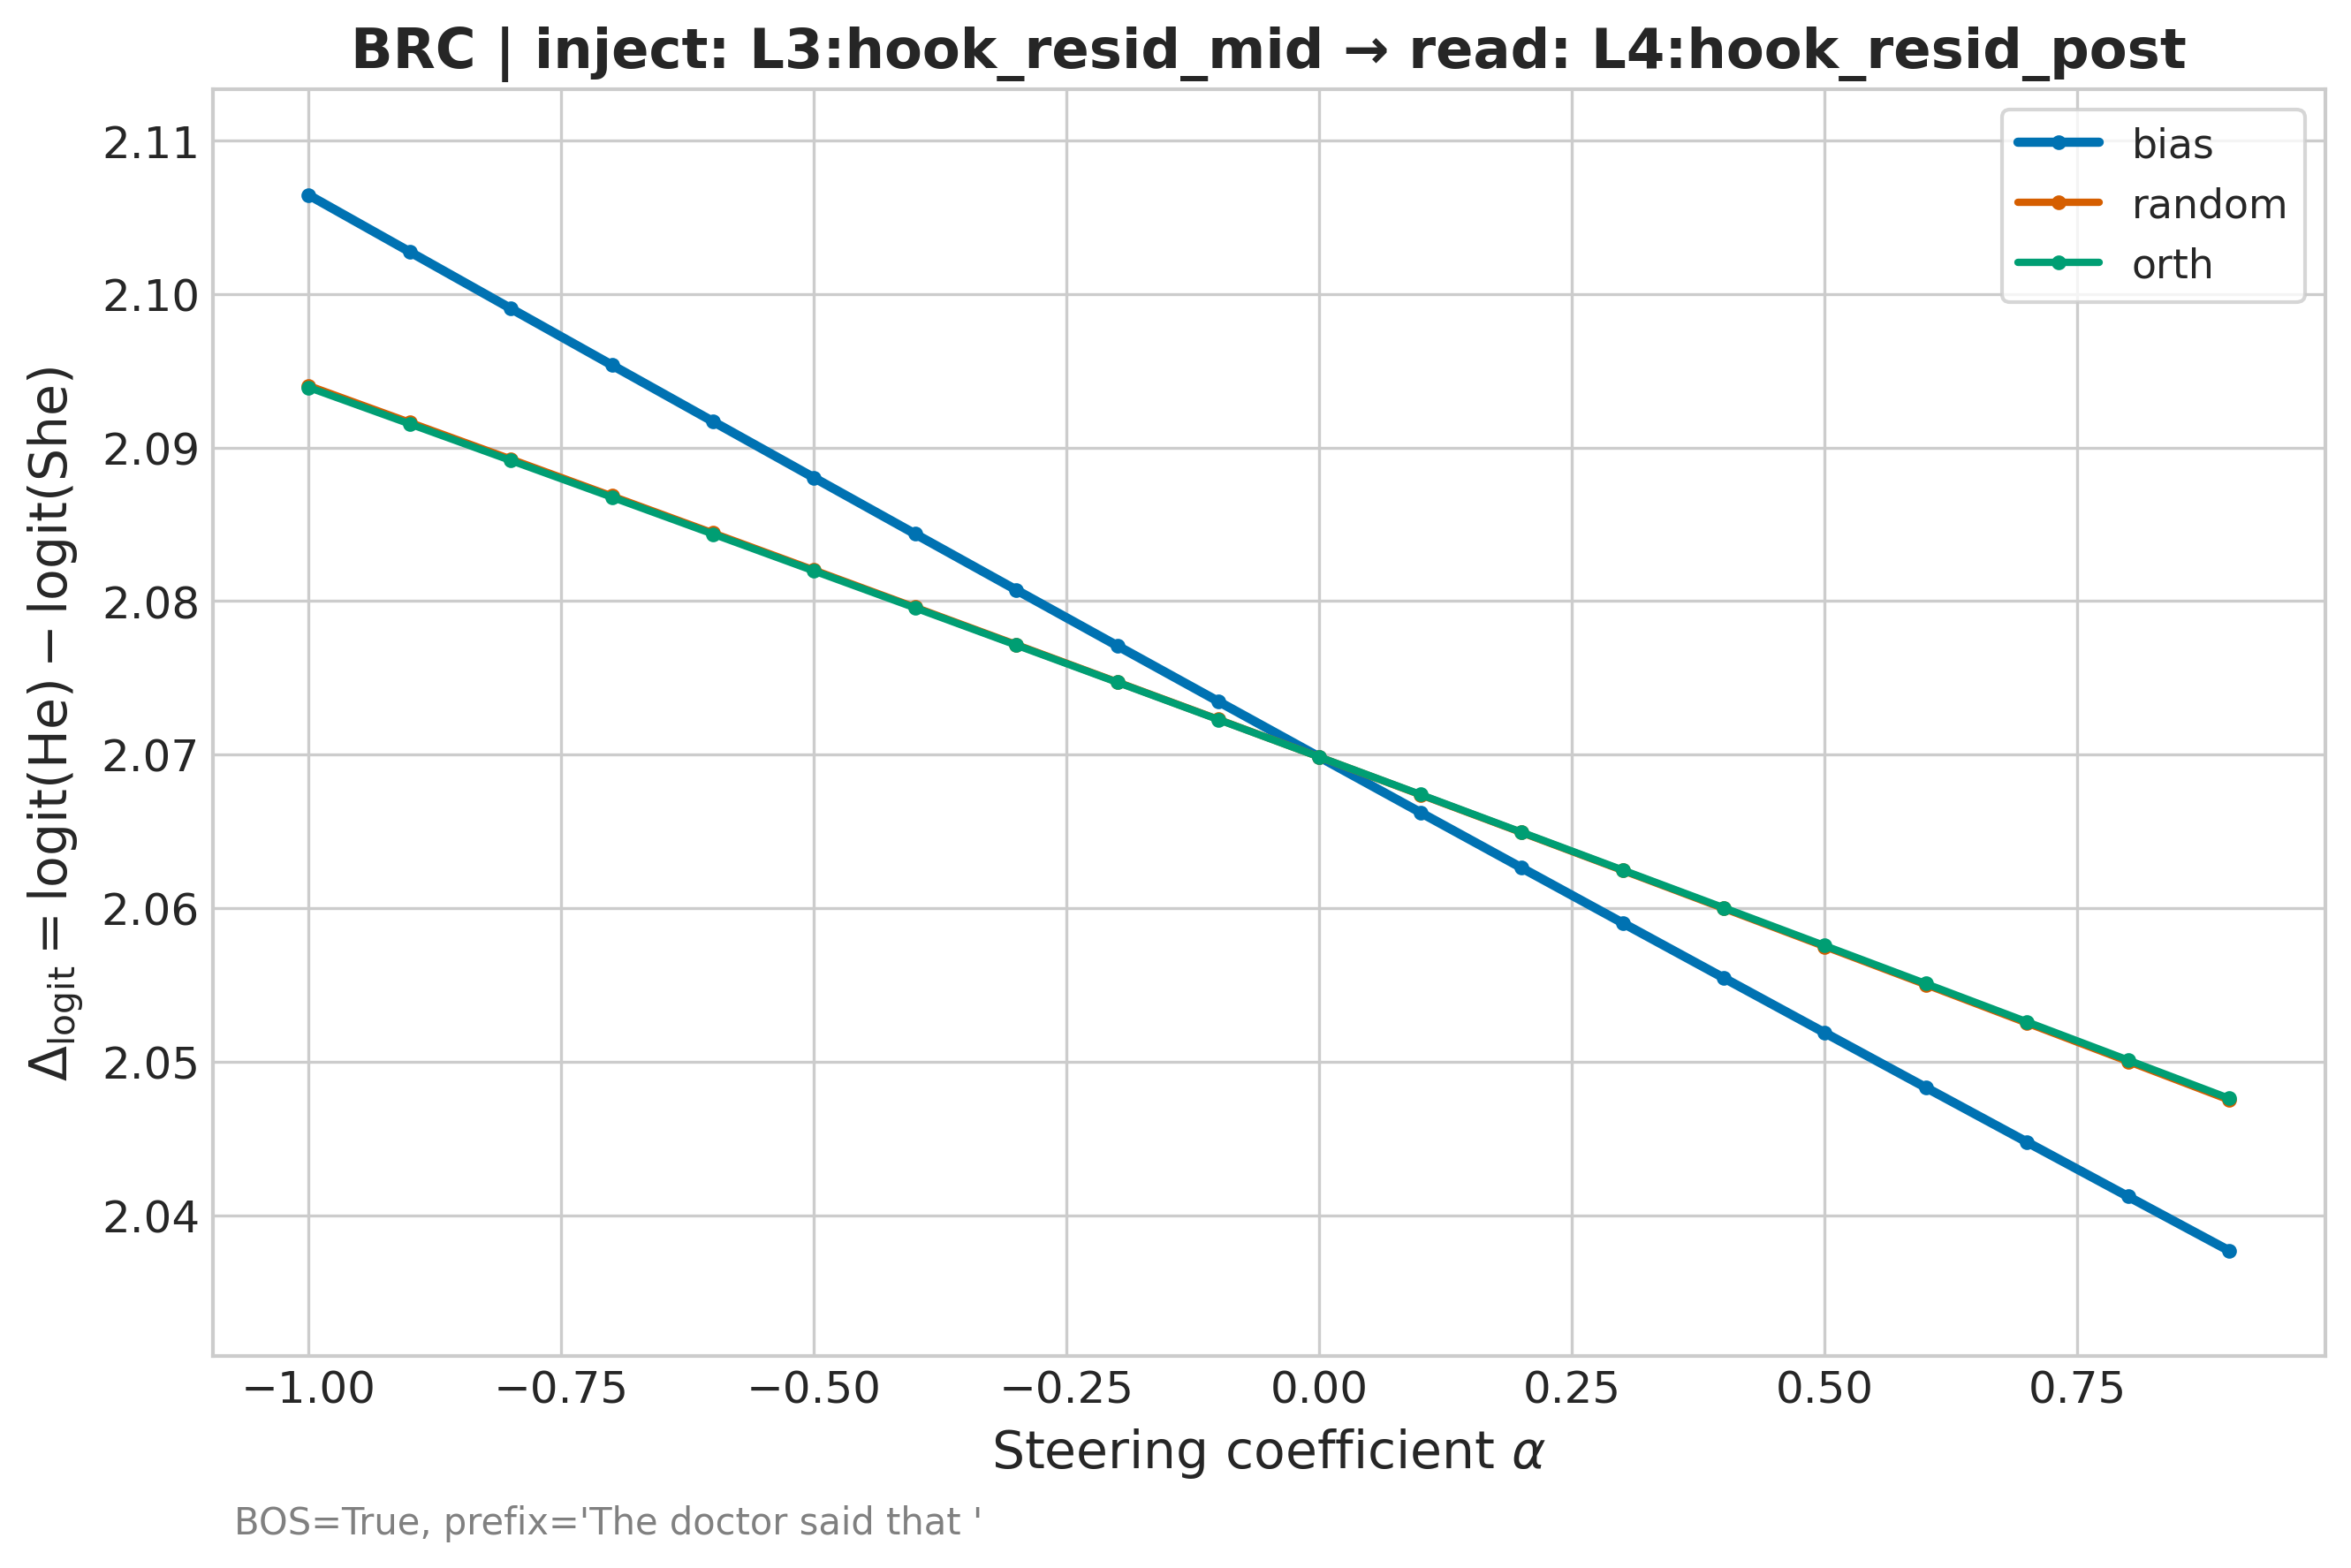 BRC | inject: L3:hook_resid_mid → read: L4:hook_resid_post
Δlogit = logit(He) − logit(She)
2.11
2.10
2.09
2.08
2.07
2.06
2.05
2.04
bias
random
orth
−1.00 −0.75 −0.50 −0.25 0.00 0.25 0.50 0.75
Steering coefficient α
BOS=True, prefix='The doctor said that '